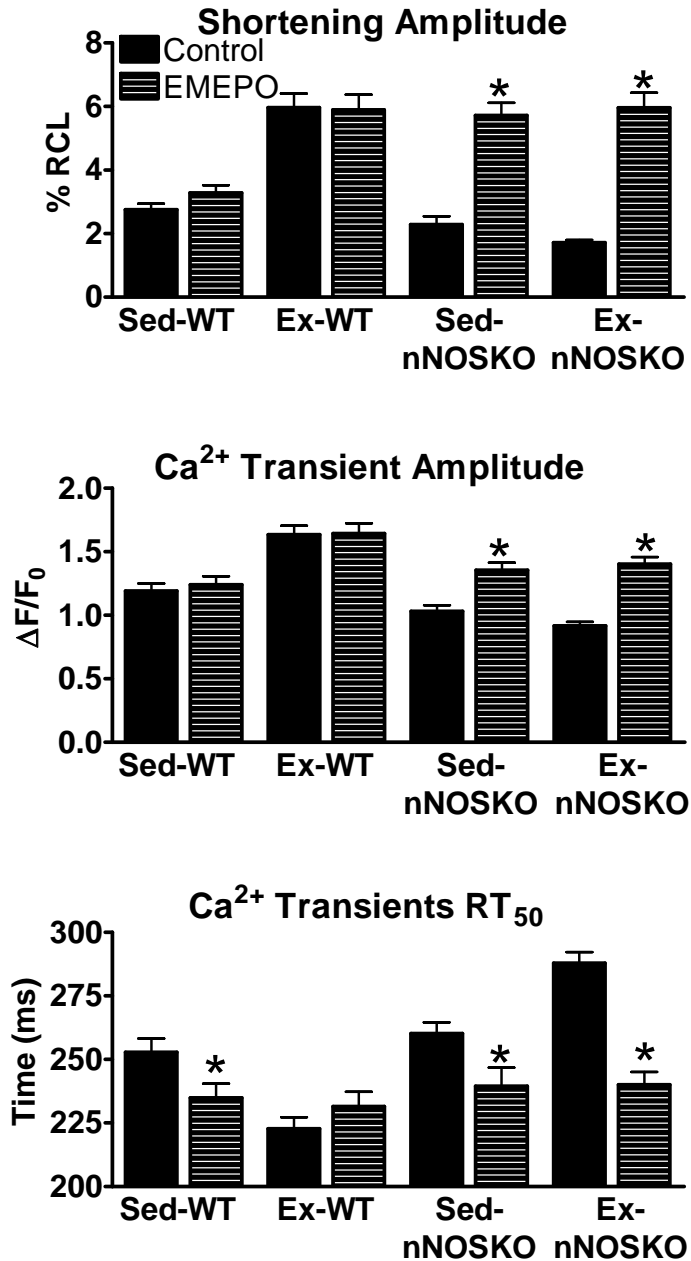 Shortening Amplitude
Control
EMEPO
% RCL
8
6
4
2
0
* *
Sed-WT Ex-WT Sed- Ex-
nNOSKO nNOSKO
Ca²⁺ Transient Amplitude
ΔF/F₀
2.0
1.5
1.0
0.5
0.0
* *
Sed-WT Ex-WT Sed- Ex-
nNOSKO nNOSKO
Ca²⁺ Transients RT₅₀
Time (ms)
300
275
250
225
200
* * *
Sed-WT Ex-WT Sed- Ex-
nNOSKO nNOSKO